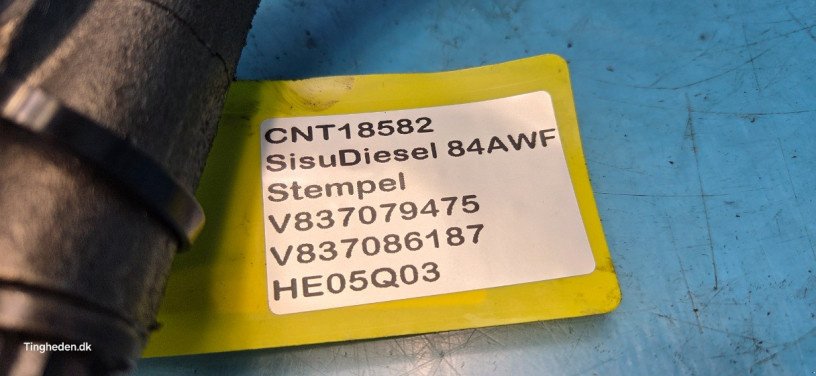 CNT18582
SisuDiesel 84AWF
Stempel
V837079475
V837086187
HE05Q03
Tingheden.dk